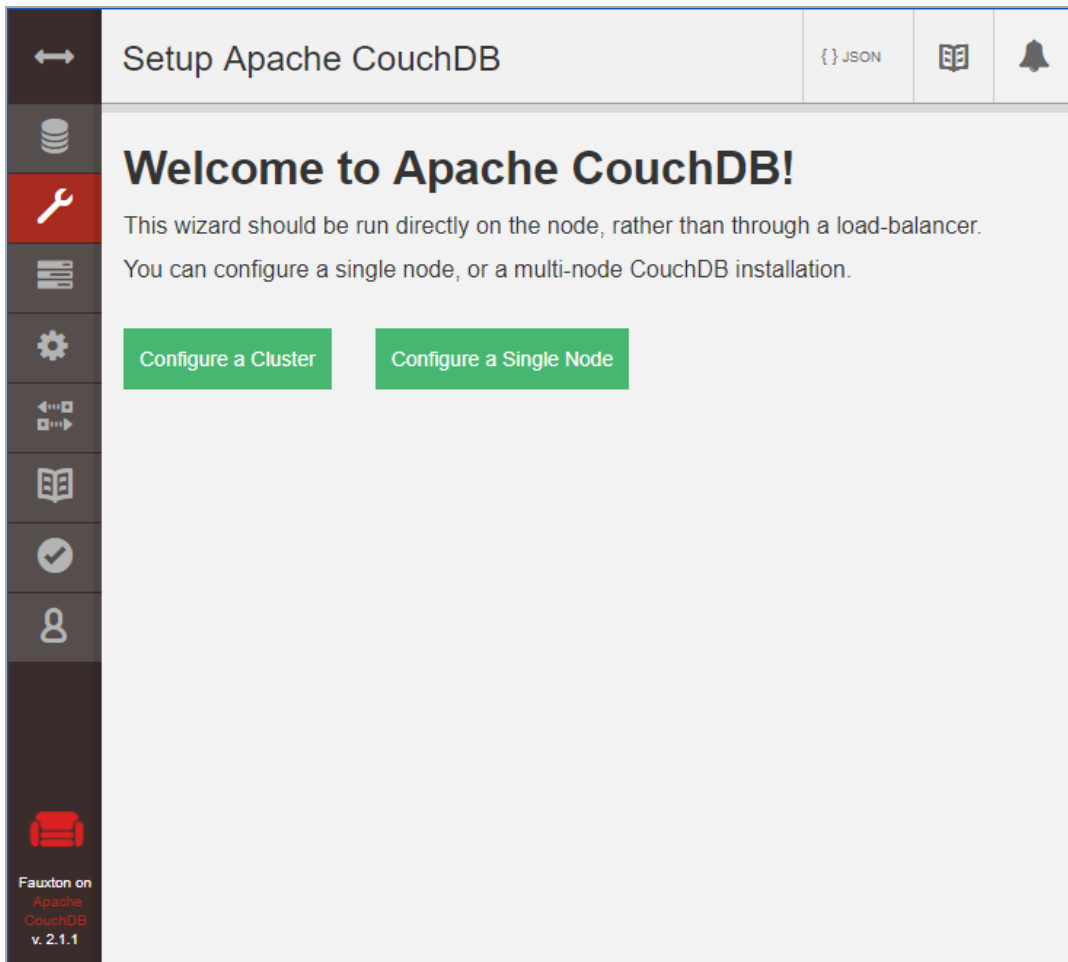 Setup Apache CouchDB
{ } JSON
Welcome to Apache CouchDB!
This wizard should be run directly on the node, rather than through a load-balancer.
You can configure a single node, or a multi-node CouchDB installation.
Configure a Cluster
Configure a Single Node
Fauxton on
Apache
CouchDB
v. 2.1.1